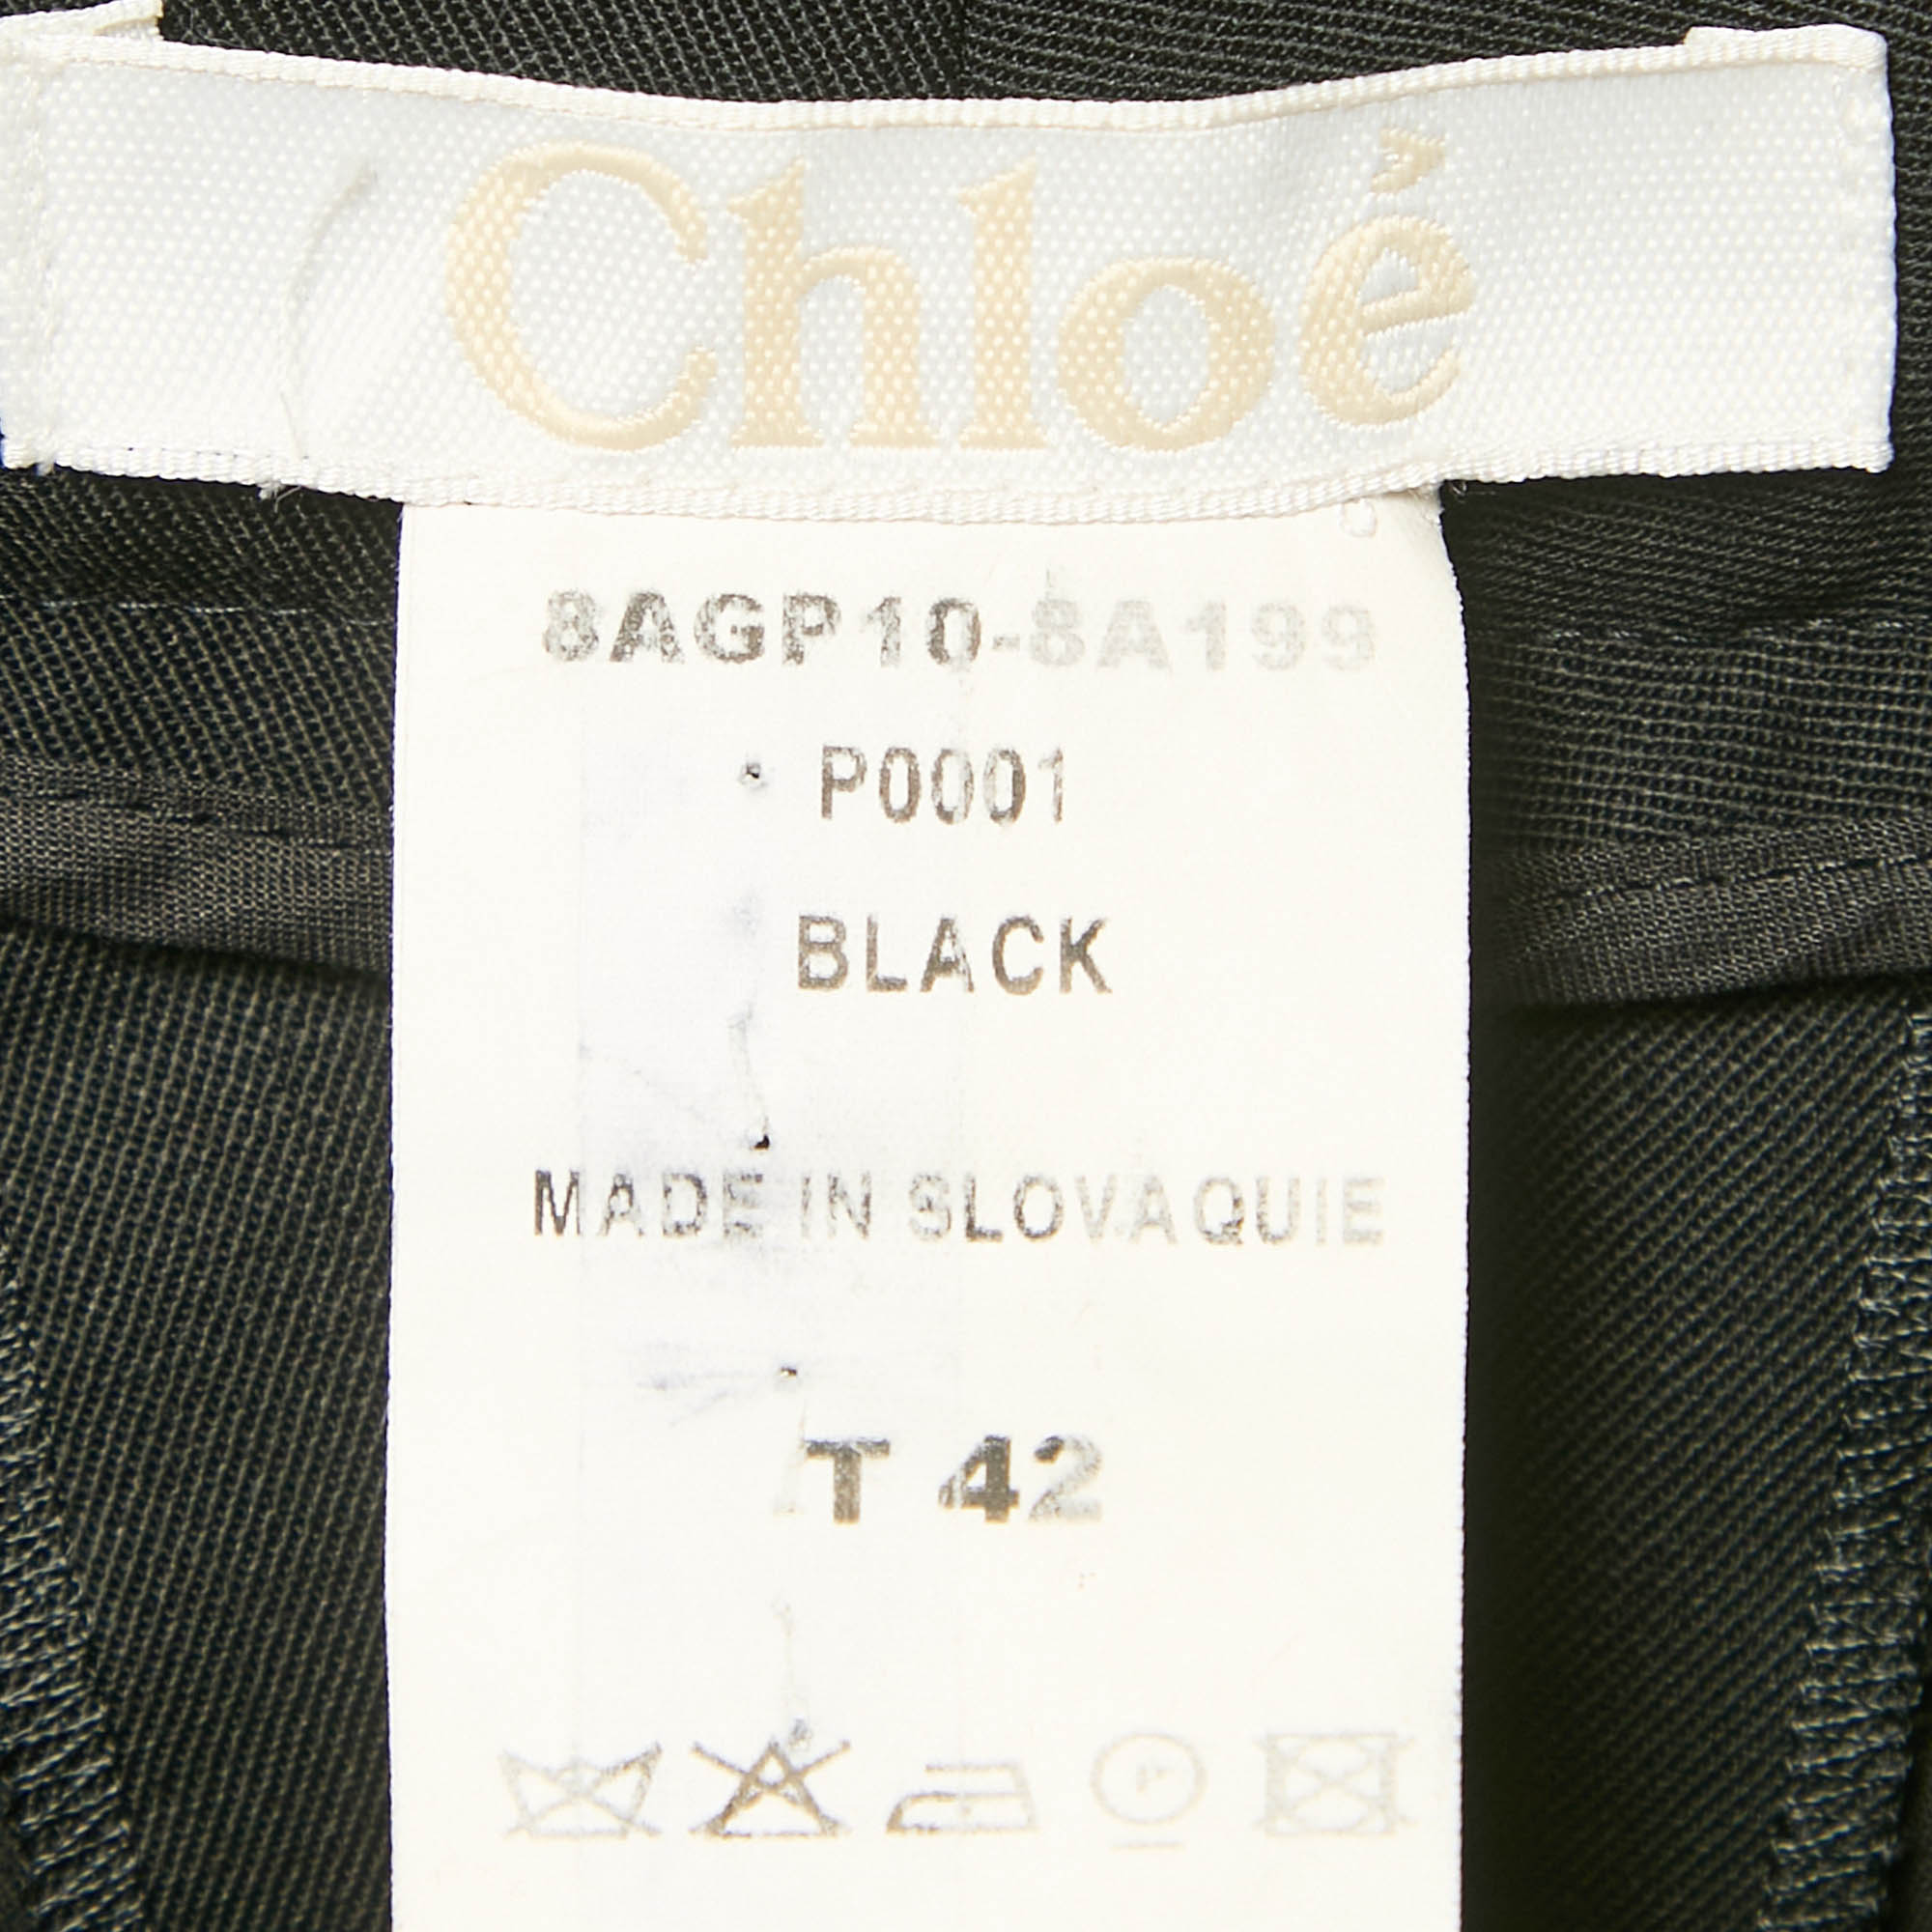 Chloé
8AGP10-8A199
P0001
BLACK
MADE IN SLOVAQUIE
T 42
P